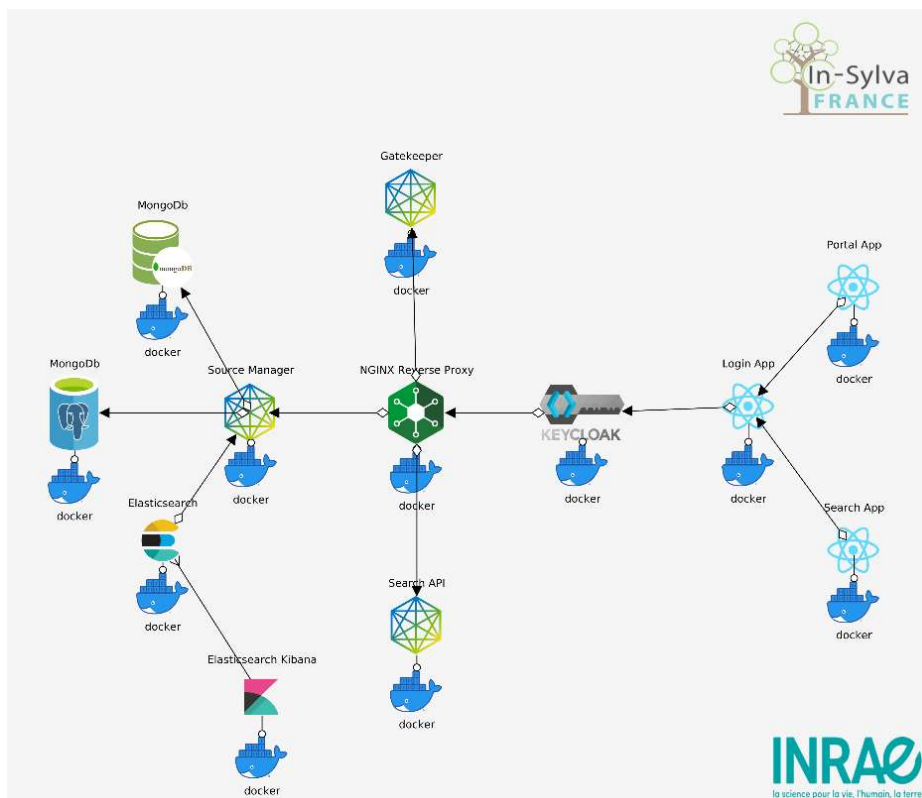 In-Sylva
FRANCE
Gatekeeper
docker
MongoDb
mongoDB
docker
Portal App
docker
MongoDb
docker
Source Manager
docker
NGINX Reverse Proxy
docker
KEYCLOAK
docker
Login App
docker
Elasticsearch
docker
Search App
docker
Search API
docker
Elasticsearch Kibana
docker
INRAE
la science pour la vie, l'humain, la terre